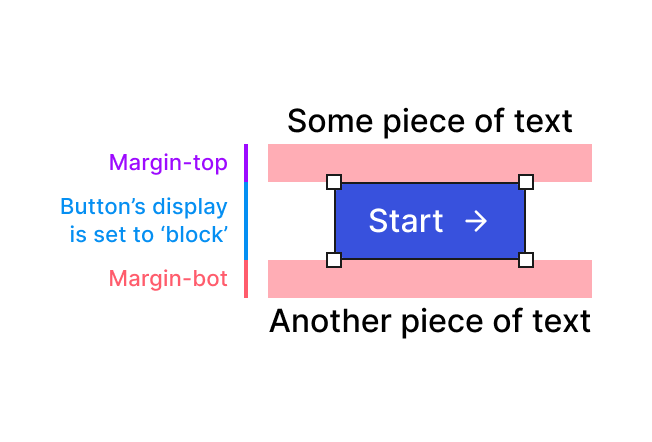 Some piece of text
Margin-top
Button’s display
is set to ‘block’
Start →
Margin-bot
Another piece of text